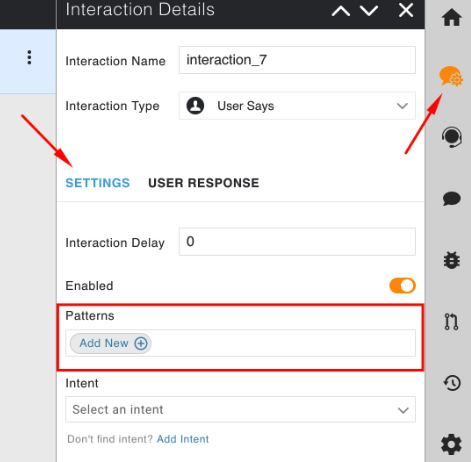 Interaction Details
Interaction Name interaction_7
Interaction Type User Says
SETTINGS USER RESPONSE
Interaction Delay 0
Enabled
Patterns
Add New
Intent
Select an intent
Don't find intent? Add Intent